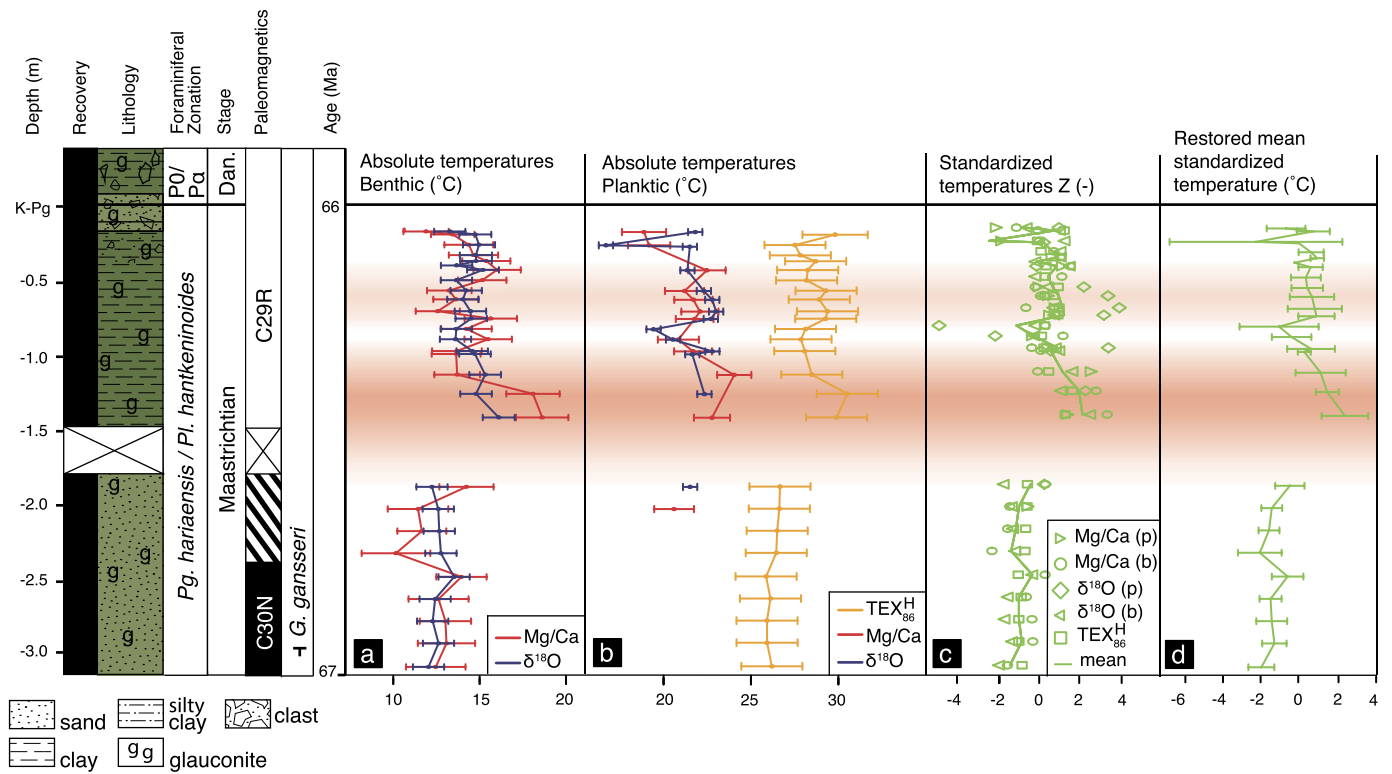 Depth (m)
Recovery
Lithology
Foraminiferal
Zonation
Stage
Paleomagnetics
Age (Ma)
K-Pg
-0.5
-1.0
-1.5
-2.0
-2.5
-3.0
g
g
g
g
g
g
g
g
g
g
g
P0/
Pα
Pg. hariaensis / Pl. hantkeninoides
Dan.
Maastrichtian
C29R
C30N
G. gansseri
66
67
Absolute temperatures
Benthic (˚C)
Mg/Ca
δ18O
a
10 15 20
Absolute temperatures
Planktic (˚C)
TEXH86
Mg/Ca
δ18O
b
20 25 30
Standardized
temperatures Z (-)
Mg/Ca (p)
Mg/Ca (b)
δ18O (p)
δ18O (b)
TEXH86
mean
c
-4 -2 0 2 4
Restored mean
standardized
temperature (˚C)
d
-6 -4 -2 0 2 4
sand
silty
clay
clast
clay
g g
glauconite